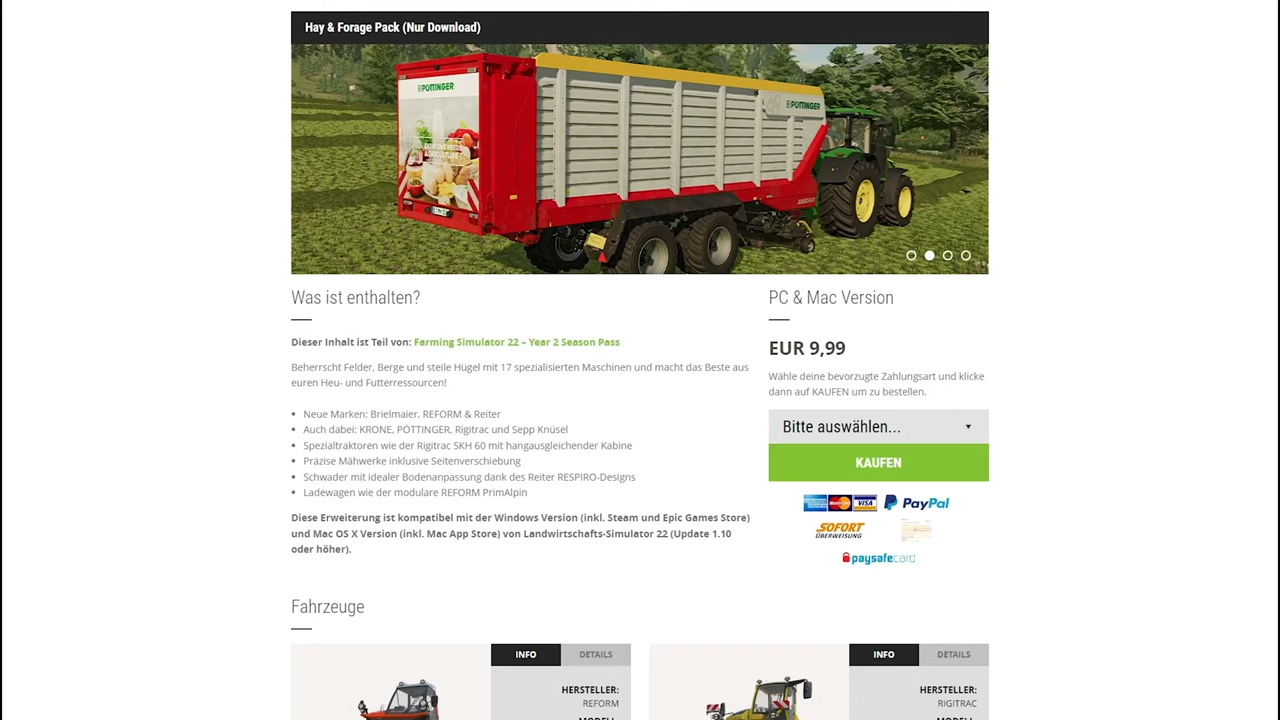 Hay & Forage Pack (Nur Download)
PÖTTINGER
PÖTTINGER
Was ist enthalten?
Dieser Inhalt ist Teil von: Farming Simulator 22 – Year 2 Season Pass
Beherrscht Felder, Berge und steile Hügel mit 17 spezialisierten Maschinen und macht das Beste aus
euren Heu- und Futterressourcen!
• Neue Marken: Brielmaier, REFORM & Reiter
• Auch dabei: KRONE, PÖTTINGER, Rigitrac und Sepp Knüsel
• Spezialtraktoren wie der Rigitrac SKH 60 mit hangausgleichender Kabine
• Präzise Mähwerke inklusive Seitenverschiebung
• Schwader mit idealer Bodenanpassung dank des Reiter RESPIRO-Designs
• Ladewagen wie der modulare REFORM PrimAlpin
Diese Erweiterung ist kompatibel mit der Windows Version (inkl. Steam und Epic Games Store)
und Mac OS X Version (inkl. Mac App Store) von Landwirtschafts-Simulator 22 (Update 1.10
oder höher).
PC & Mac Version
EUR 9,99
Wähle deine bevorzugte Zahlungsart und klicke
dann auf KAUFEN um zu bestellen.
Bitte auswählen...
KAUFEN
MasterCard VISA PayPal
SOFORT
ÜBERWEISUNG
paysafecard
Fahrzeuge
INFO DETAILS
HERSTELLER:
REFORM
MODELL:
INFO DETAILS
HERSTELLER:
RIGITRAC
MODELL: